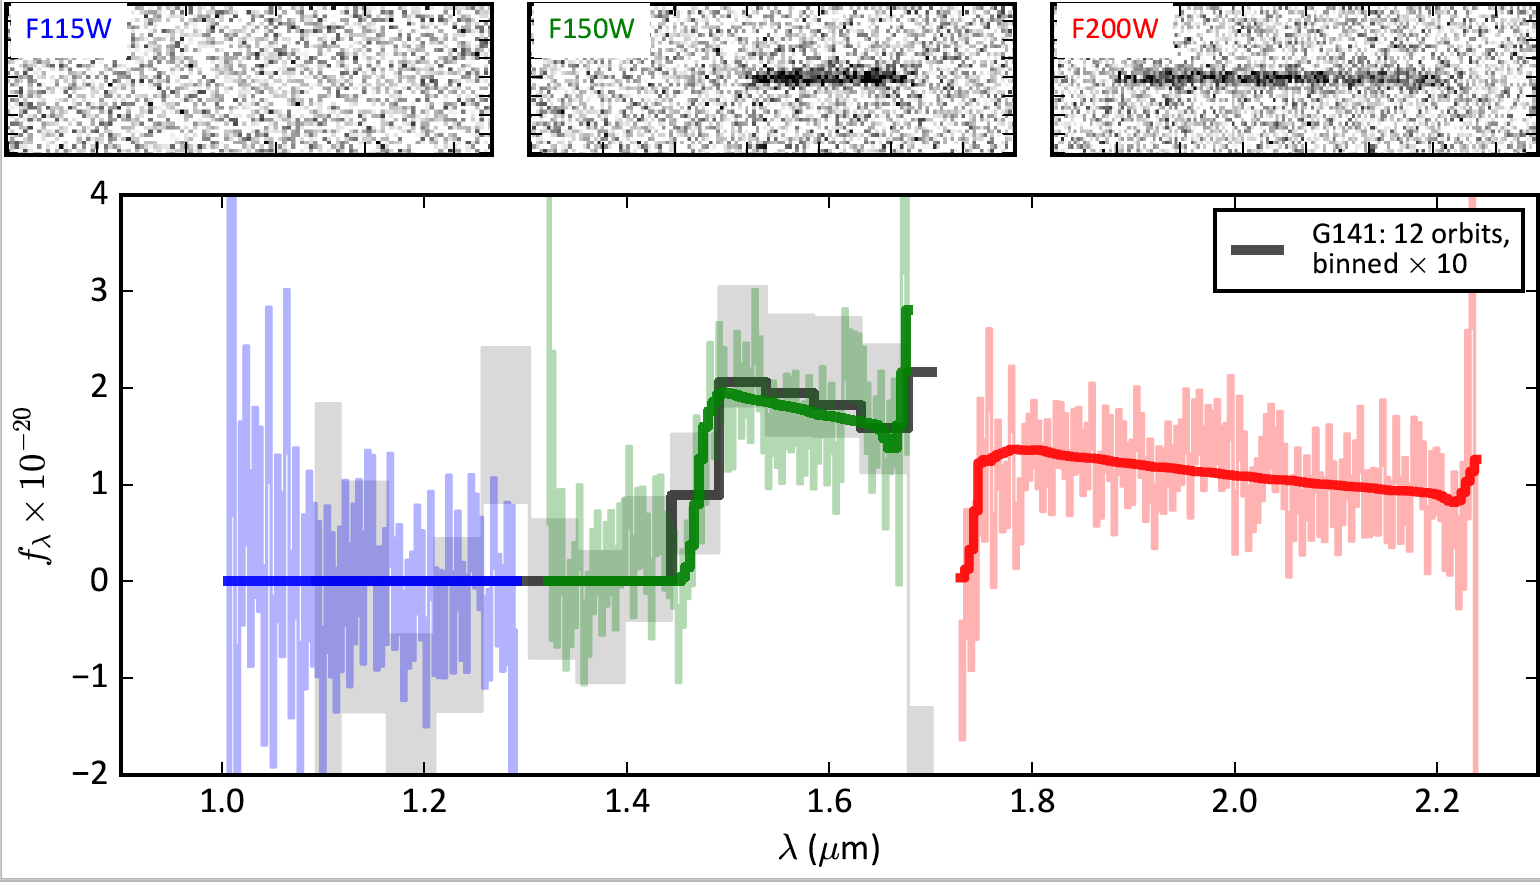 F115W
F150W
F200W
4
3
2
1
0
−1
−2
f_λ × 10⁻²⁰
G141: 12 orbits,
binned × 10
1.0 1.2 1.4 1.6 1.8 2.0 2.2
λ (μm)